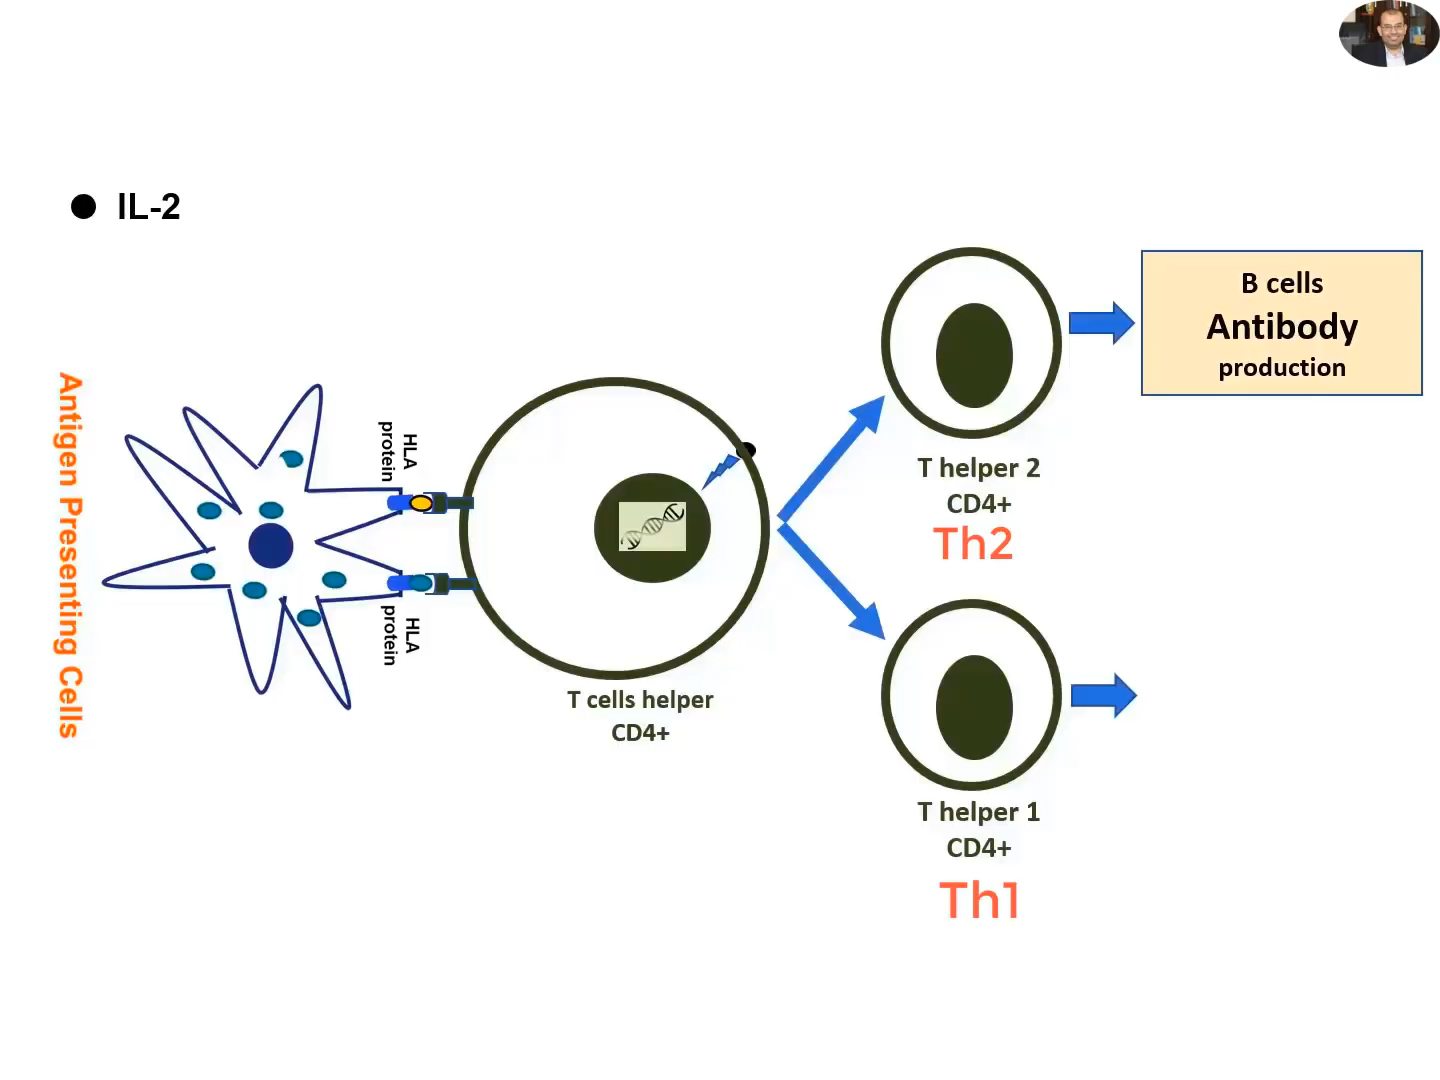 IL-2
B cells
Antibody
production
Antigen Presenting Cells
HLA
protein
HLA
protein
T cells helper
CD4+
T helper 2
CD4+
Th2
T helper 1
CD4+
Th1